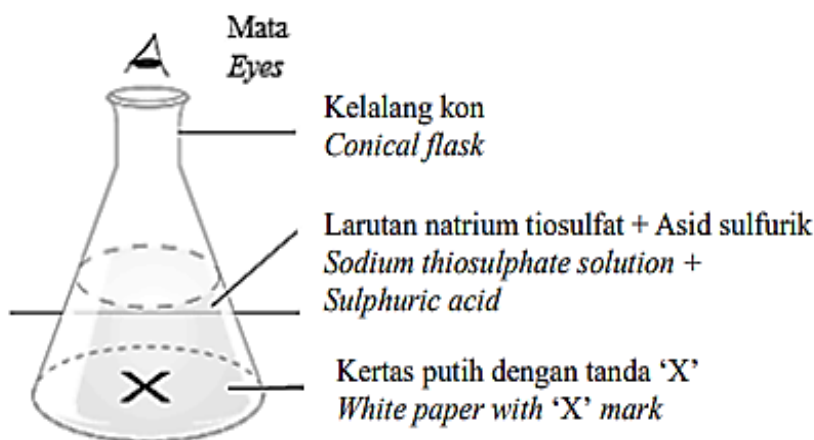 Mata
Eyes
Kelalang kon
Conical flask
Larutan natrium tiosulfat + Asid sulfurik
Sodium thiosulphate solution +
Sulphuric acid
X
Kertas putih dengan tanda ‘X’
White paper with ‘X’ mark